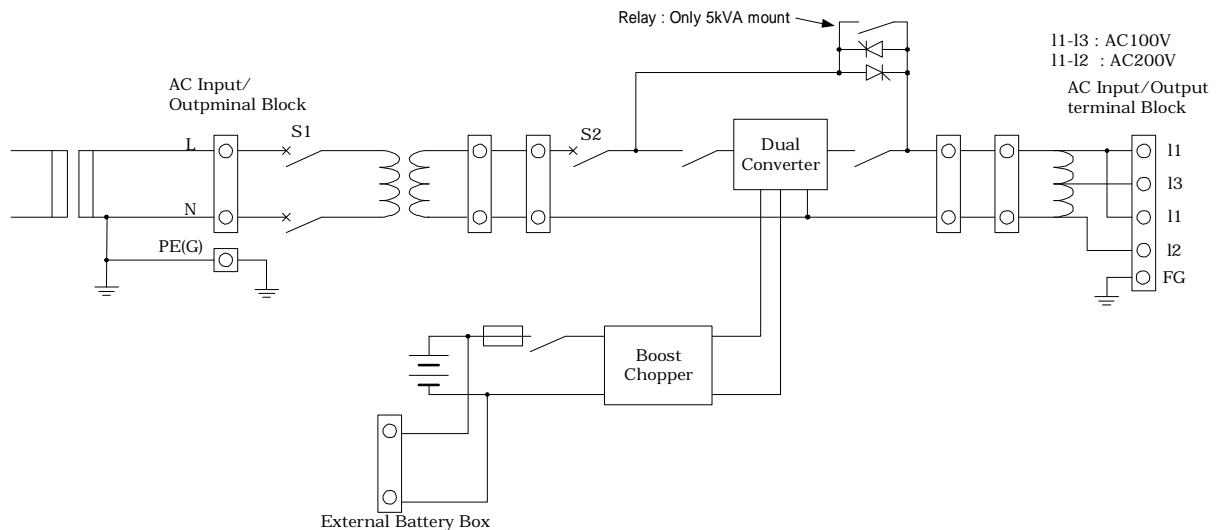 Relay : Only 5kVA mount
l1-l3 : AC100V
l1-l2 : AC200V
AC Input/
Outpminal Block
AC Input/Output
terminal Block
L
S1
S2
Dual
Converter
l1
l3
N
l1
PE(G)
l2
FG
Boost
Chopper
External Battery Box